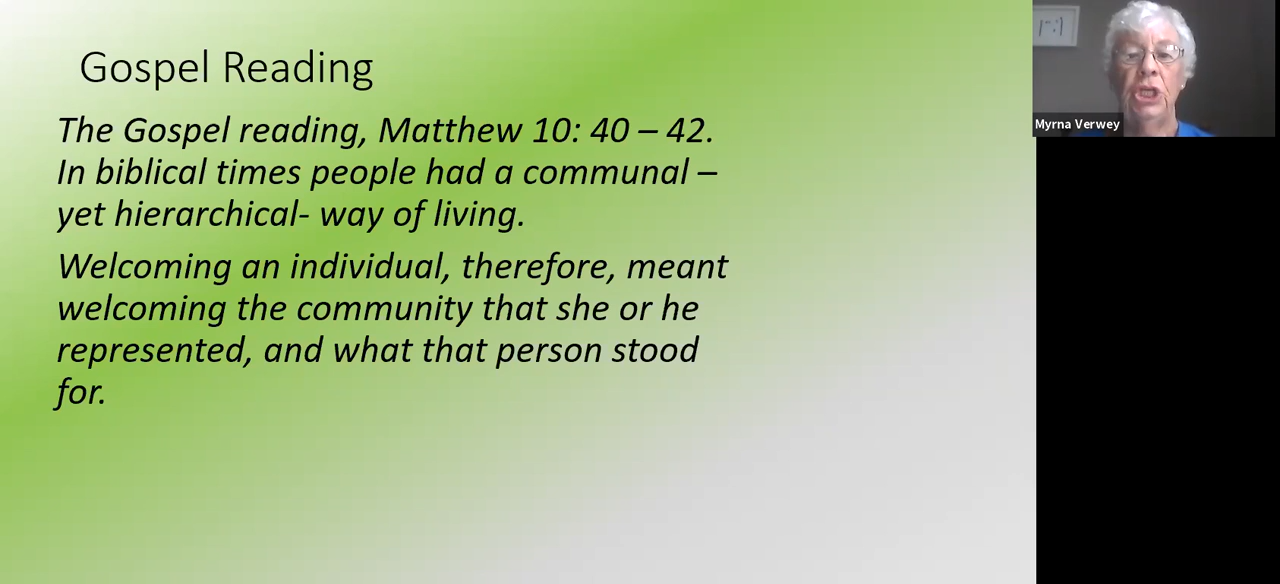 Gospel Reading
The Gospel reading, Matthew 10: 40 – 42.
In biblical times people had a communal –
yet hierarchical- way of living.
Welcoming an individual, therefore, meant
welcoming the community that she or he
represented, and what that person stood
for.
Myrna Verwey